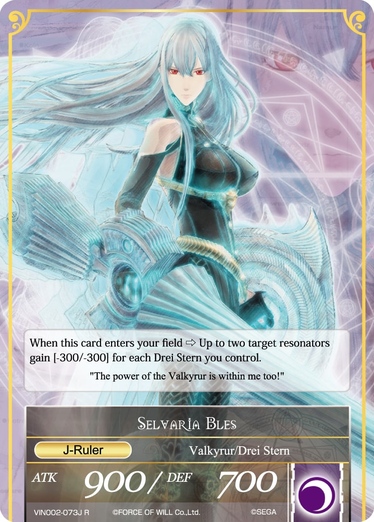 When this card enters your field ⇨ Up to two target resonators
gain [-300/-300] for each Drei Stern you control.
"The power of the Valkyrur is within me too!"
Selvaria Bles
J-Ruler Valkyrur/Drei Stern
ATK 900/ DEF 700
VIN002-073J R ©FORCE OF WILL Co.,Ltd. ©SEGA